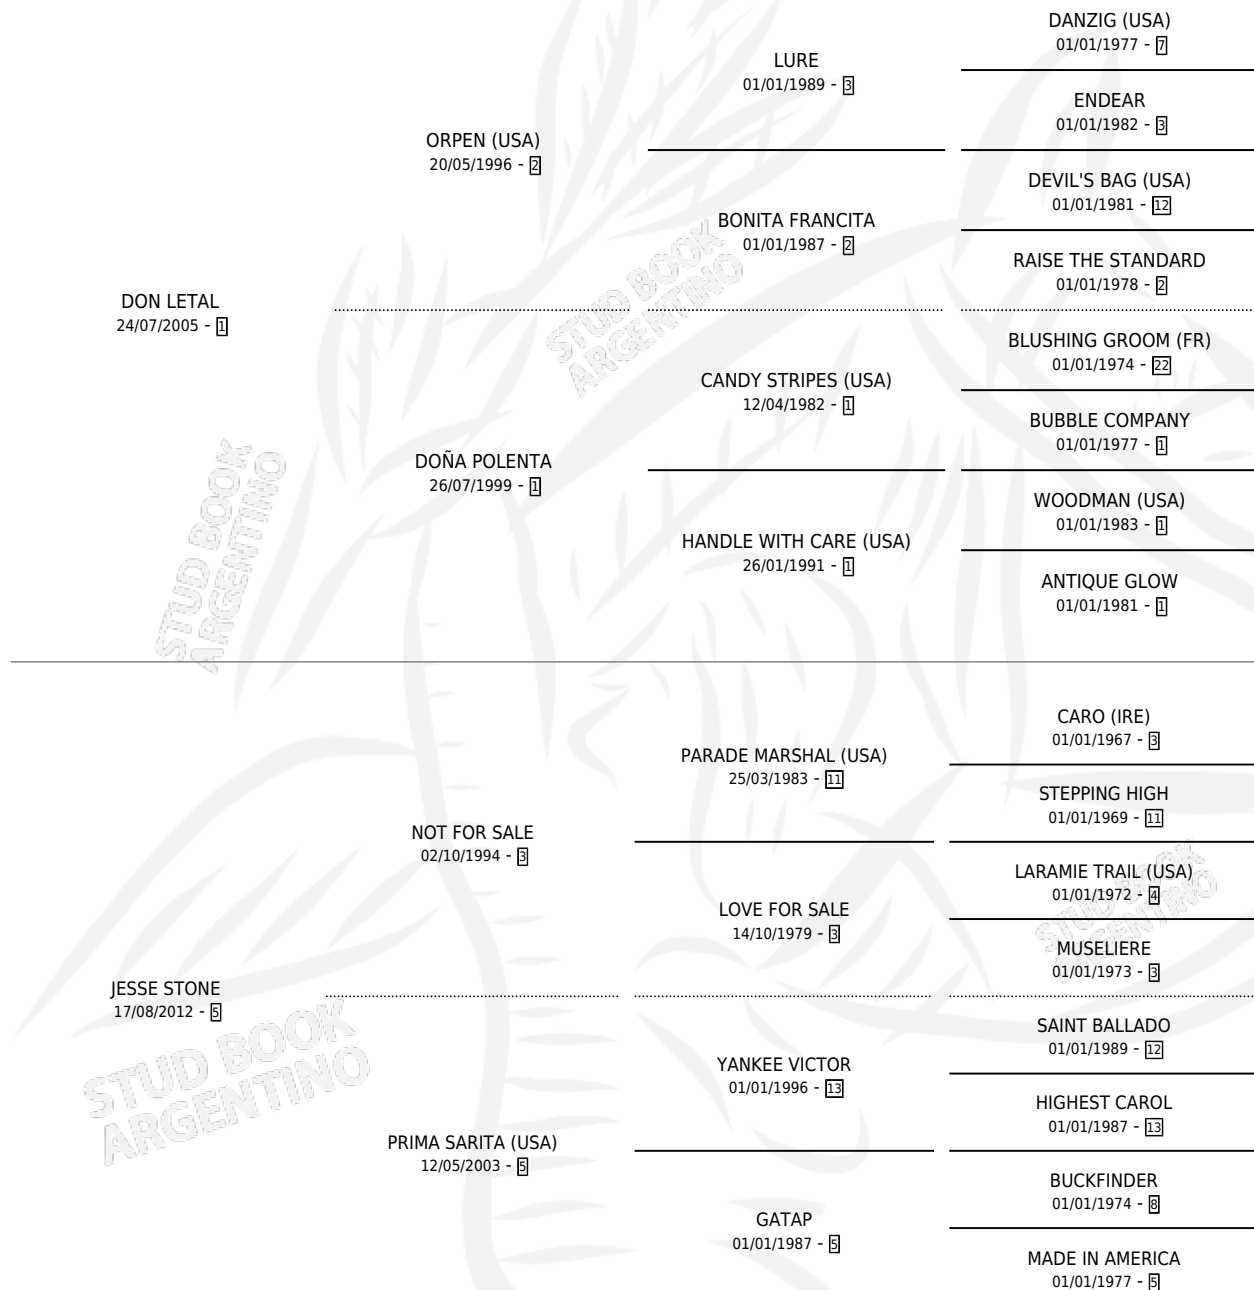 DON LETAL
24/07/2005 - 1
ORPEN (USA)
20/05/1996 - 2
LURE
01/01/1989 - 3
DANZIG (USA)
01/01/1977 - 7
ENDEAR
01/01/1982 - 3
BONITA FRANCITA
01/01/1987 - 2
DEVIL'S BAG (USA)
01/01/1981 - 12
RAISE THE STANDARD
01/01/1978 - 2
DOÑA POLENTA
26/07/1999 - 1
CANDY STRIPES (USA)
12/04/1982 - 1
BLUSHING GROOM (FR)
01/01/1974 - 22
BUBBLE COMPANY
01/01/1977 - 1
HANDLE WITH CARE (USA)
26/01/1991 - 1
WOODMAN (USA)
01/01/1983 - 1
ANTIQUE GLOW
01/01/1981 - 1
JESSE STONE
17/08/2012 - 5
NOT FOR SALE
02/10/1994 - 3
PARADE MARSHAL (USA)
25/03/1983 - 11
CARO (IRE)
01/01/1967 - 3
STEPPING HIGH
01/01/1969 - 11
LOVE FOR SALE
14/10/1979 - 3
LARAMIE TRAIL (USA)
01/01/1972 - 4
MUSELIERE
01/01/1973 - 3
PRIMA SARITA (USA)
12/05/2003 - 5
YANKEE VICTOR
01/01/1996 - 13
SAINT BALLADO
01/01/1989 - 12
HIGHEST CAROL
01/01/1987 - 13
GATAP
01/01/1987 - 5
BUCKFINDER
01/01/1974 - 8
MADE IN AMERICA
01/01/1977 - 5
STUD BOOK
ARGENTINO
STUD BOOK
ARGENTINO
STUD BOOK
ARGENTINO
STUD BOOK
ARGENTINO